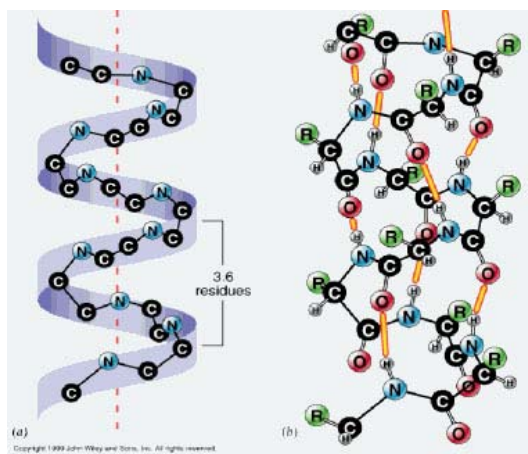 C C N
C
N C
C N C C
C
C N C C N
C
N C C N C
3.6
residues
C
C N C
N
C
N C C
C
(a)
C R C N R C
O H O H N C H
H N C R C H O
R C H H N C O H
C H C R C N H
O H O H N C R H
H N C C C O
R C H O H N C R H
C O H N C N H
O H C R
R C N C C H
H O
(b)
Copyright 1999 John Wiley and Sons, Inc. All rights reserved.